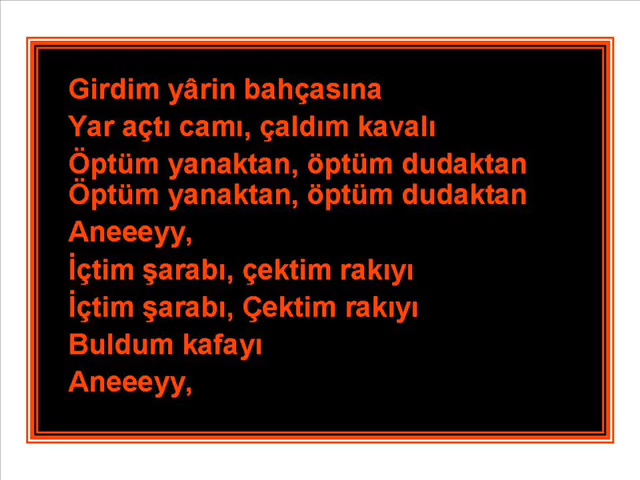 Girdim yârin bahçasına
Yar açtı camı, çaldım kavalı
Öptüm yanaktan, öptüm dudaktan
Öptüm yanaktan, öptüm dudaktan
Aneeeyy,
İçtim şarabı, çektim rakıyı
İçtim şarabı, Çektim rakıyı
Buldum kafayı
Aneeeyy,